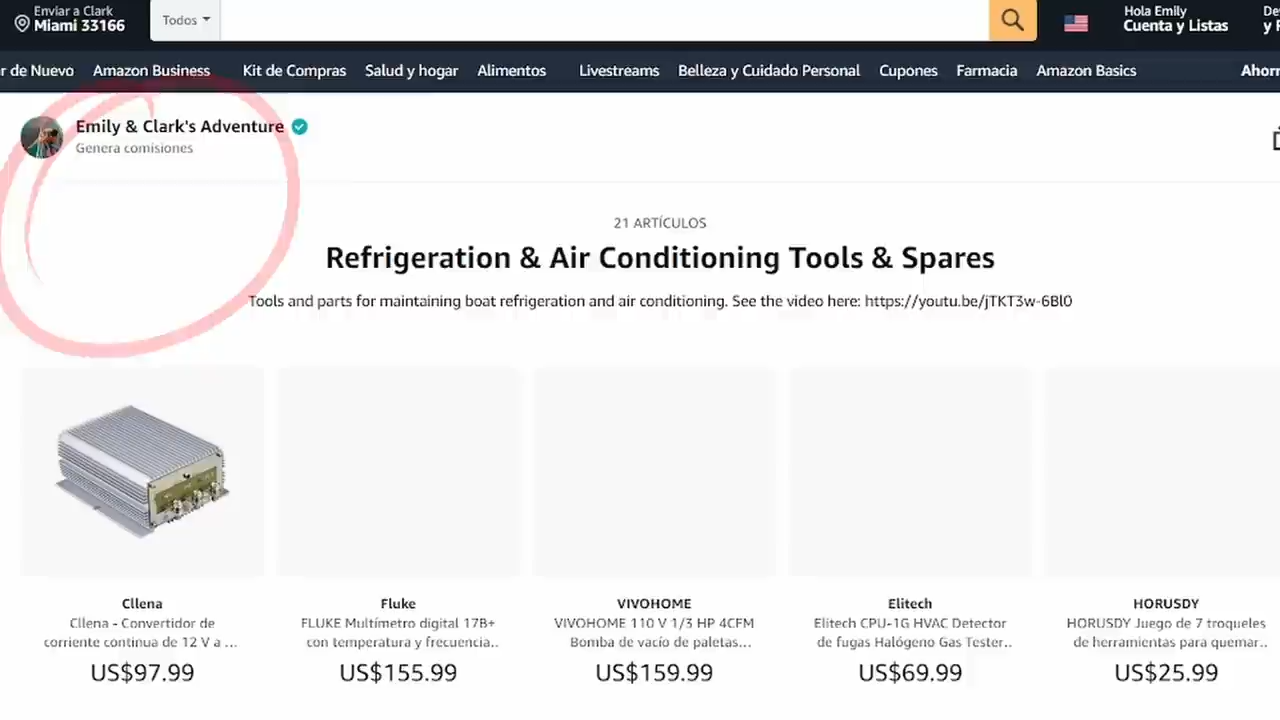 Enviar a Clark
Miami 33166
Todos
Hola Emily
Cuenta y Listas
r de Nuevo Amazon Business Kit de Compras Salud y hogar Alimentos Livestreams Belleza y Cuidado Personal Cupones Farmacia Amazon Basics Ahorr
Emily & Clark's Adventure
Genera comisiones
21 ARTÍCULOS
Refrigeration & Air Conditioning Tools & Spares
Tools and parts for maintaining boat refrigeration and air conditioning. See the video here: https://youtu.be/jTKT3w-6Bl0
Cllena
Cllena - Convertidor de
corriente continua de 12 V a ...
US$97.99
Fluke
FLUKE Multímetro digital 17B+
con temperatura y frecuencia..
US$155.99
VIVOHOME
VIVOHOME 110 V 1/3 HP 4CFM
Bomba de vacío de paletas...
US$159.99
Elitech
Elitech CPU-1G HVAC Detector
de fugas Halógeno Gas Tester..
US$69.99
HORUSDY
HORUSDY Juego de 7 troqueles
de herramientas para quemar..
US$25.99